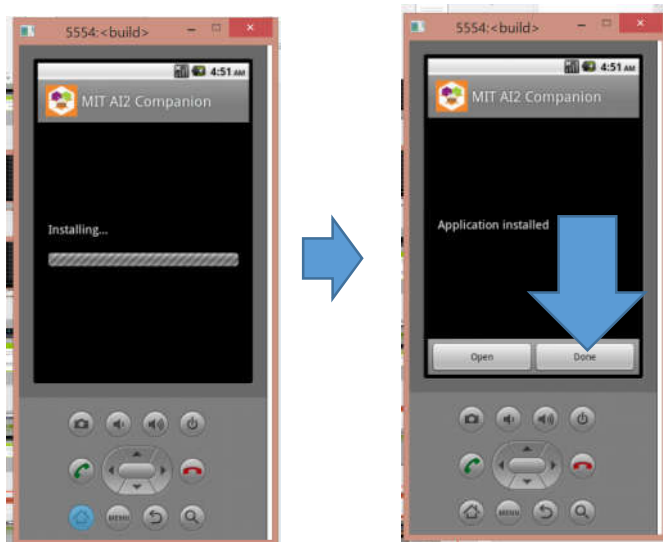 5554:<build>
4:51 AM
MIT AI2 Companion
Installing...
MENU
5554:<build>
4:51 AM
MIT AI2 Companion
Application installed
Open
Done
MENU